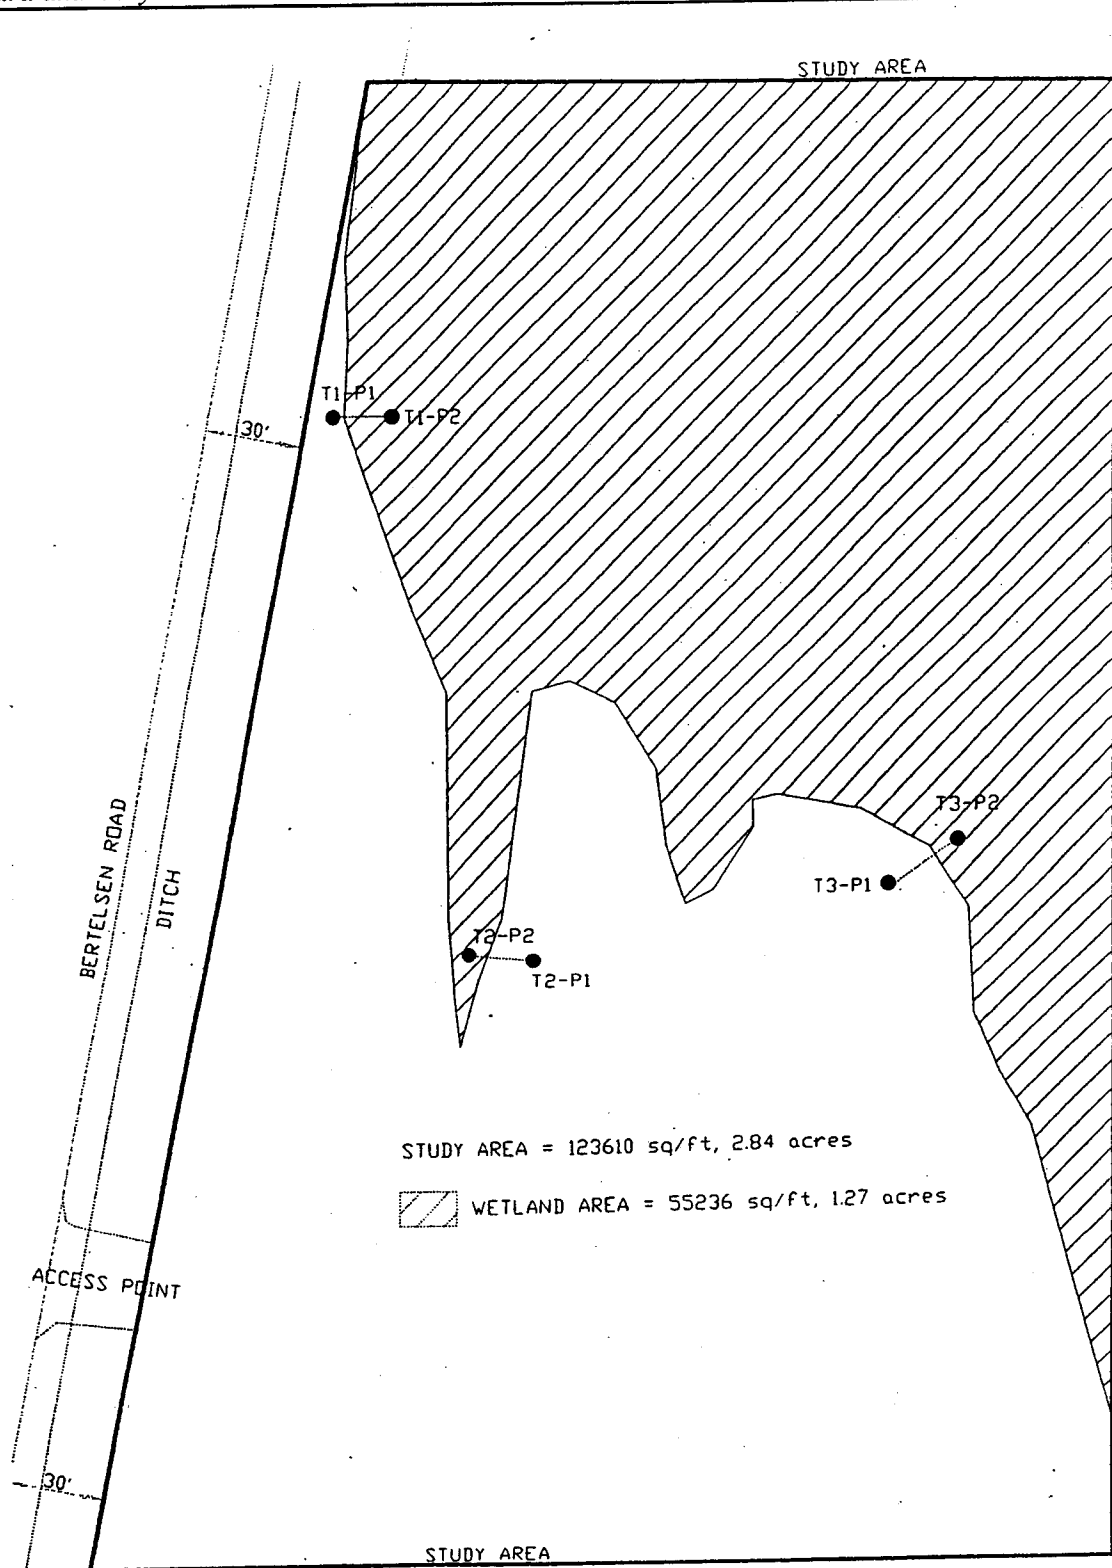 STUDY AREA
T1-P1
T1-P2
30'
T3-P2
T3-P1
BERTELSEN ROAD
DITCH
T2-P2
T2-P1
STUDY AREA = 123610 sq/ft, 2.84 acres
WETLAND AREA = 55236 sq/ft, 1.27 acres
ACCESS POINT
30'
STUDY AREA